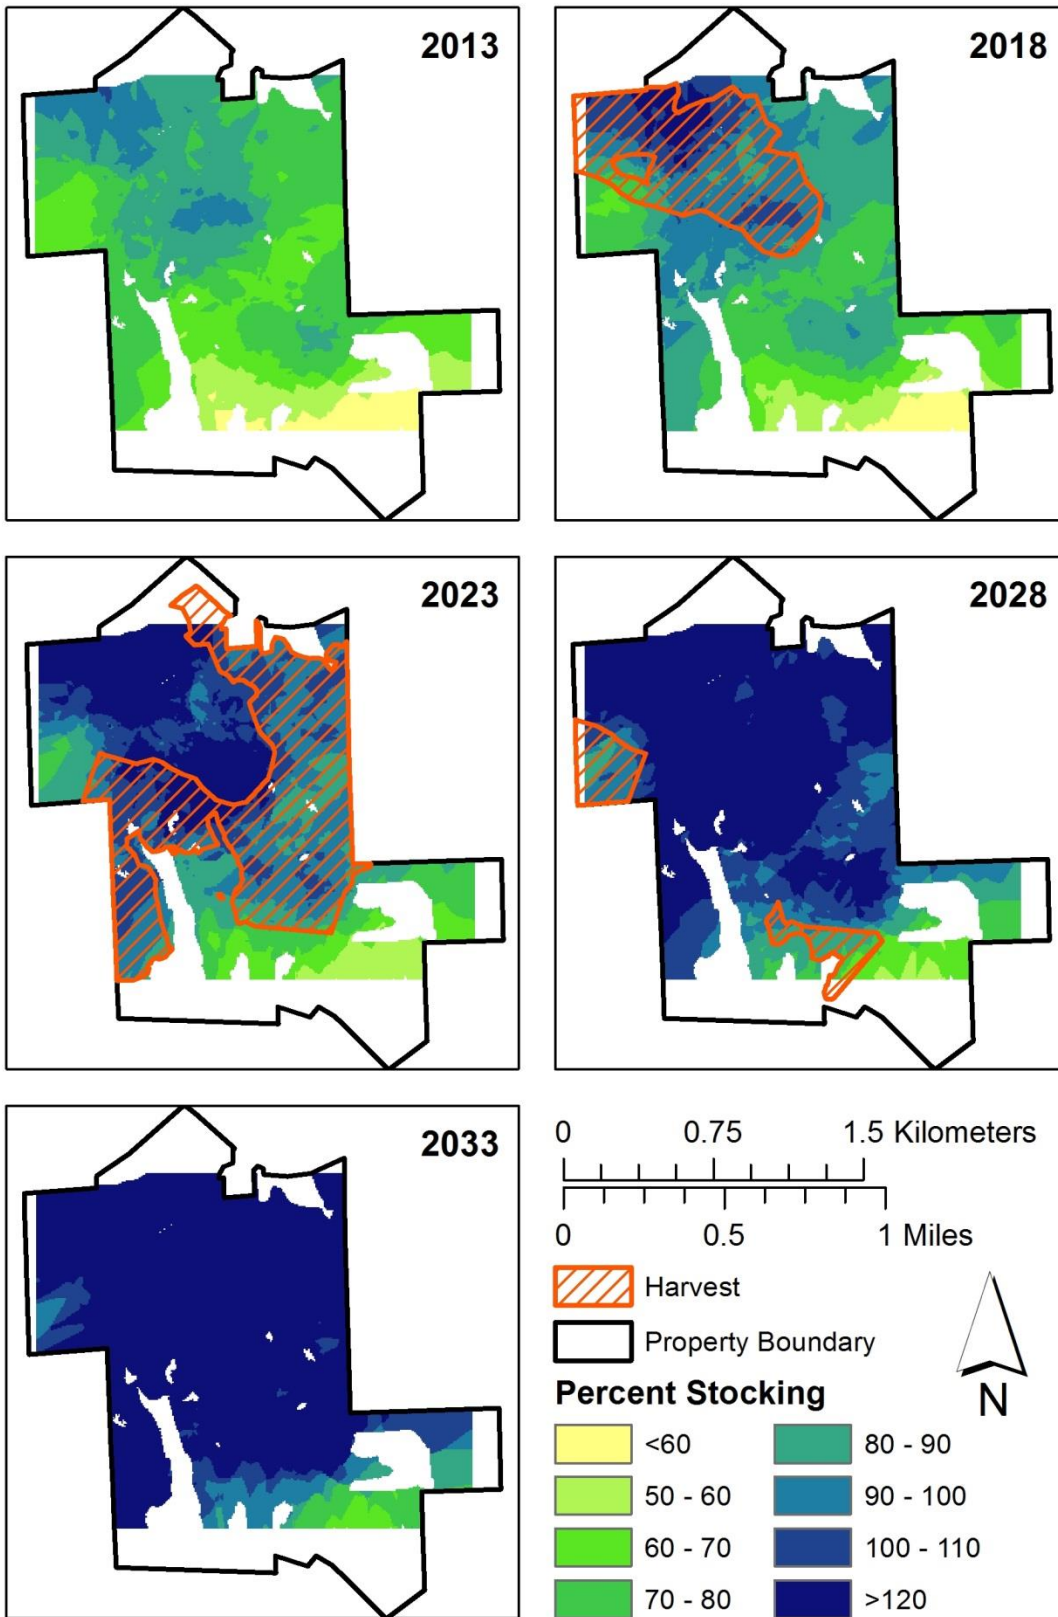 2013
2018
2023
2028
2033
0 0.75 1.5 Kilometers
0 0.5 1 Miles
Harvest
Property Boundary
N
Percent Stocking
<60 80 - 90
50 - 60 90 - 100
60 - 70 100 - 110
70 - 80 >120